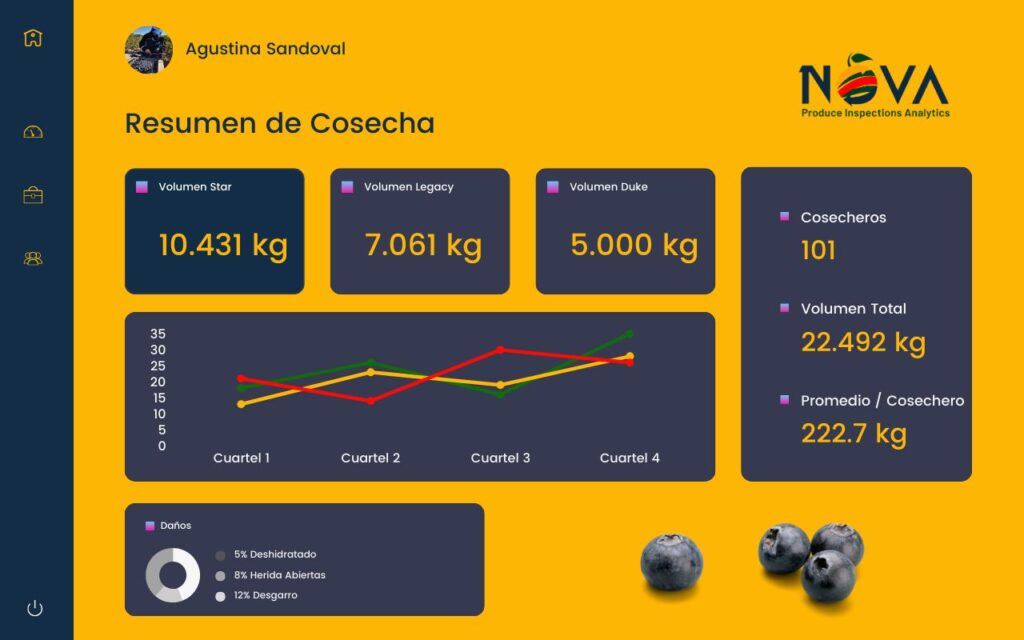 Agustina Sandoval
NOVA
Produce Inspections Analytics
Resumen de Cosecha
Volumen Star
10.431 kg
Volumen Legacy
7.061 kg
Volumen Duke
5.000 kg
Cosecheros
101
Volumen Total
22.492 kg
Promedio / Cosechero
222.7 kg
35
30
25
20
15
10
5
0
Cuartel 1
Cuartel 2
Cuartel 3
Cuartel 4
Daños
5% Deshidratado
8% Herida Abiertas
12% Desgarro